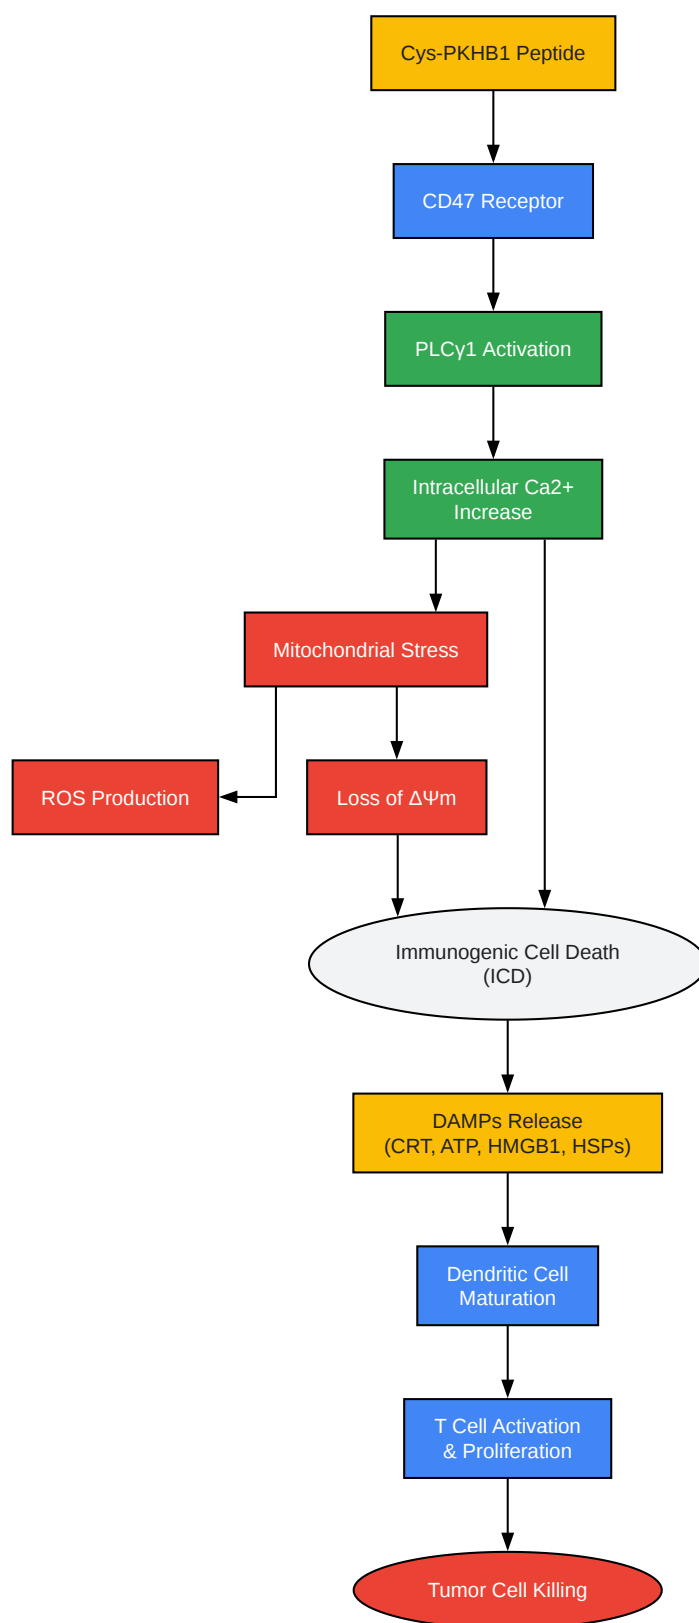 Cys-PKHB1 Peptide
CD47 Receptor
PLCγ1 Activation
Intracellular Ca2+
Increase
Mitochondrial Stress
ROS Production
Loss of ΔΨm
Immunogenic Cell Death
(ICD)
DAMPs Release
(CRT, ATP, HMGB1, HSPs)
Dendritic Cell
Maturation
T Cell Activation
& Proliferation
Tumor Cell Killing